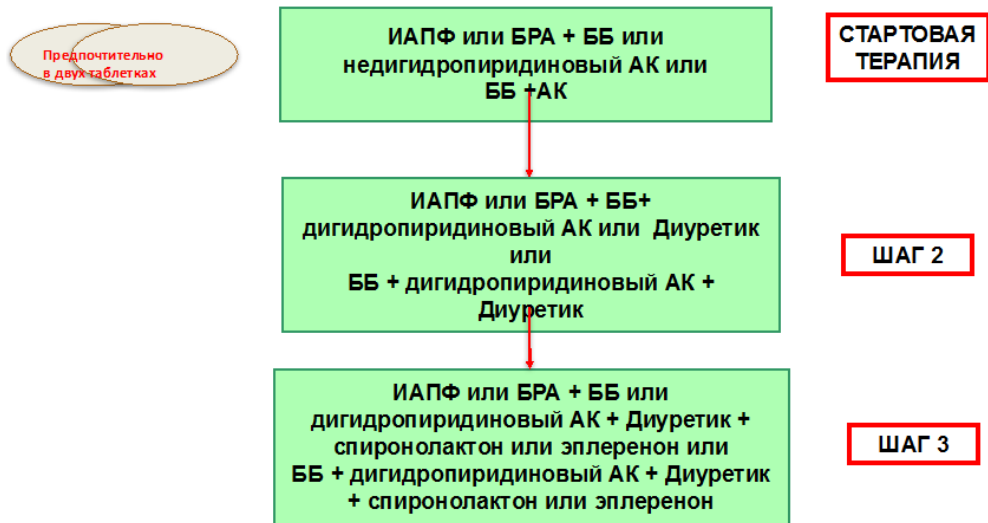 Предпочтительно
в двух таблетках
ИАПФ или БРА + ББ или
недигидропиридиновый АК или
ББ +АК
СТАРТОВАЯ
ТЕРАПИЯ
ИАПФ или БРА + ББ+
дигидропиридиновый АК или Диуретик
или
ББ + дигидропиридиновый АК +
Диуретик
ШАГ 2
ИАПФ или БРА + ББ или
дигидропиридиновый АК + Диуретик +
спиронолактон или эплеренон или
ББ + дигидропиридиновый АК + Диуретик
+ спиронолактон или эплеренон
ШАГ 3